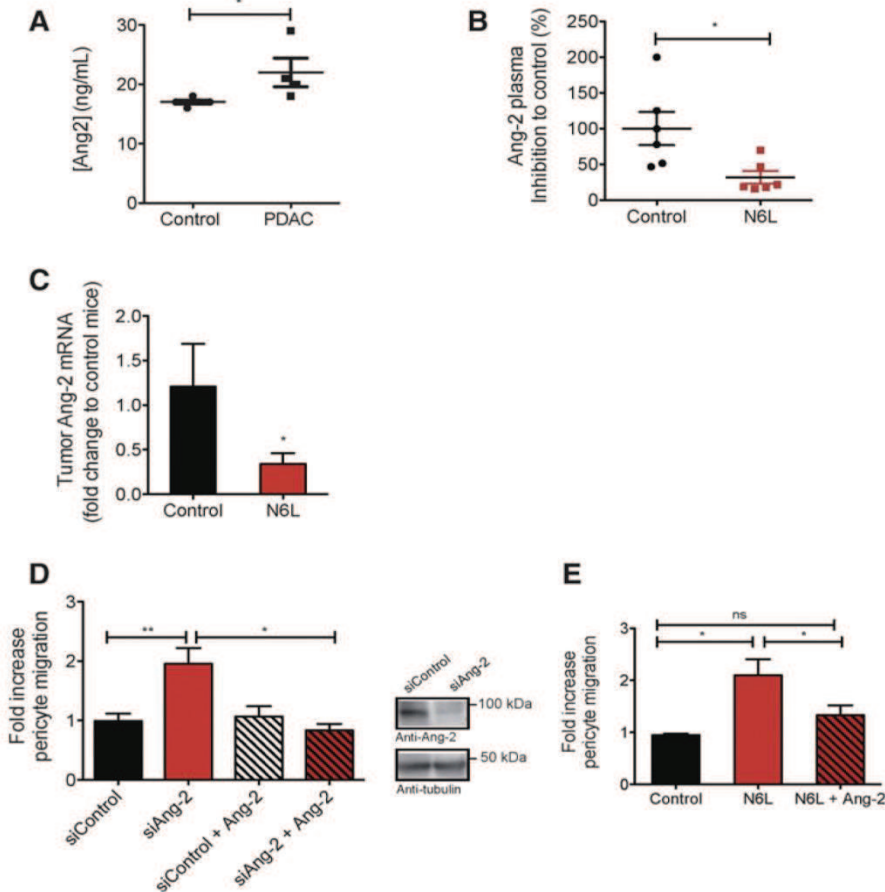 A
*
[Ang2] (ng/mL)
30
20
10
0
Control
PDAC
B
*
Ang-2 plasma
Inhibition to control (%)
250
200
150
100
50
0
Control
N6L
C
Tumor Ang-2 mRNA
(fold change to control mice)
2.0
1.5
1.0
0.5
0.0
*
Control
N6L
D
Fold increase
pericyte migration
3
2
1
0
**
*
siControl
siAng-2
siControl + Ang-2
siAng-2 + Ang-2
siControl
siAng-2
100 kDa
Anti-Ang-2
50 kDa
Anti-tubulin
E
Fold increase
pericyte migration
3
2
1
0
ns
*
*
Control
N6L
N6L + Ang-2